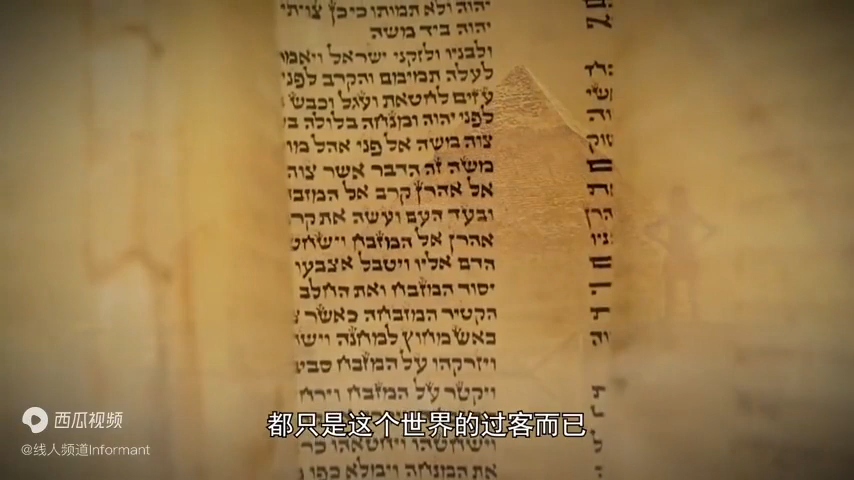 יהוה ולא תמותו כי כן צויתי
יהוה ביד משה
ולבניו ולזקני ישראל ויאמר
לעלה תמימם והקרב לפני
עזים לחטאת ועגל וכבש
לפני יהוה ומנחה בלולה
צוה משה אל פני אהל
משה זה הדבר אשר צוה
אל אהרן קרב אל המזבח
ובעד העם ועשה את קר
אהרן אל המזבח וישחט
הדם אליו ויטבל אצבעו
יסוד המזבח ואת החלב
הקטיר המזבחה כאשר
באש מחוץ למחנה
ויזרקהו על המזבח סביב
ויקטר על המזבח
וישחטהו ויחטאהו
את המנחה וימלא כפו
都只是这个世界的过客而已
西瓜视频
@线人频道Informant